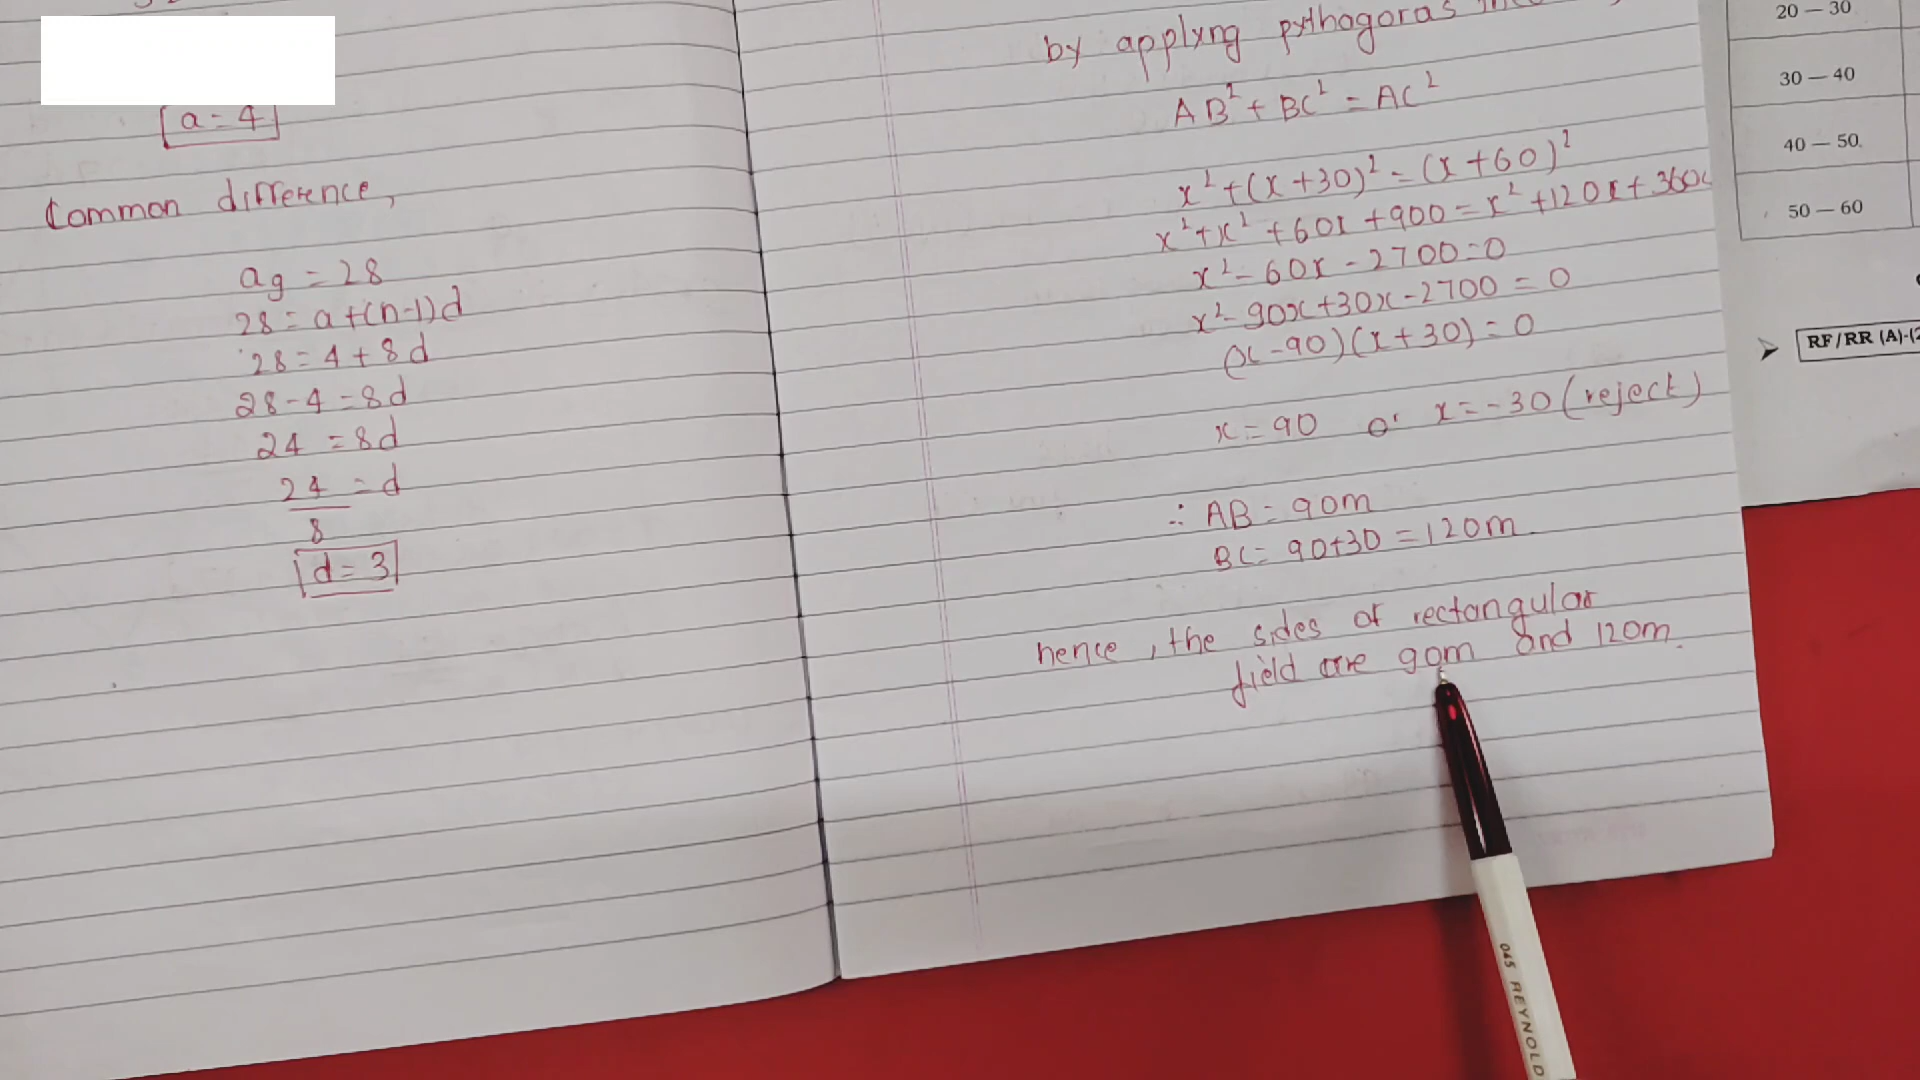 a = 4
Common difference,
a9 = 28
28 = a+(n-1)d
28 = 4 + 8d
28 - 4 = 8d
24 = 8d
24 = d
8
d = 3
by applying pythagoras
AB² + BC² = AC²
x² + (x + 30)² = (x + 60)²
x² + x² + 60x + 900 = x² + 120x + 360
x² - 60x - 2700 = 0
x² - 90x + 30x - 2700 = 0
(x - 90)(x + 30) = 0
x = 90 or x = -30 (reject)
∴ AB = 90m
BC = 90+30 = 120m.
hence, the sides of rectangular
field are 90m and 120m.
20 — 30
30 — 40
40 — 50
50 — 60
RF/RR (A)-(2
045 REYNOLD